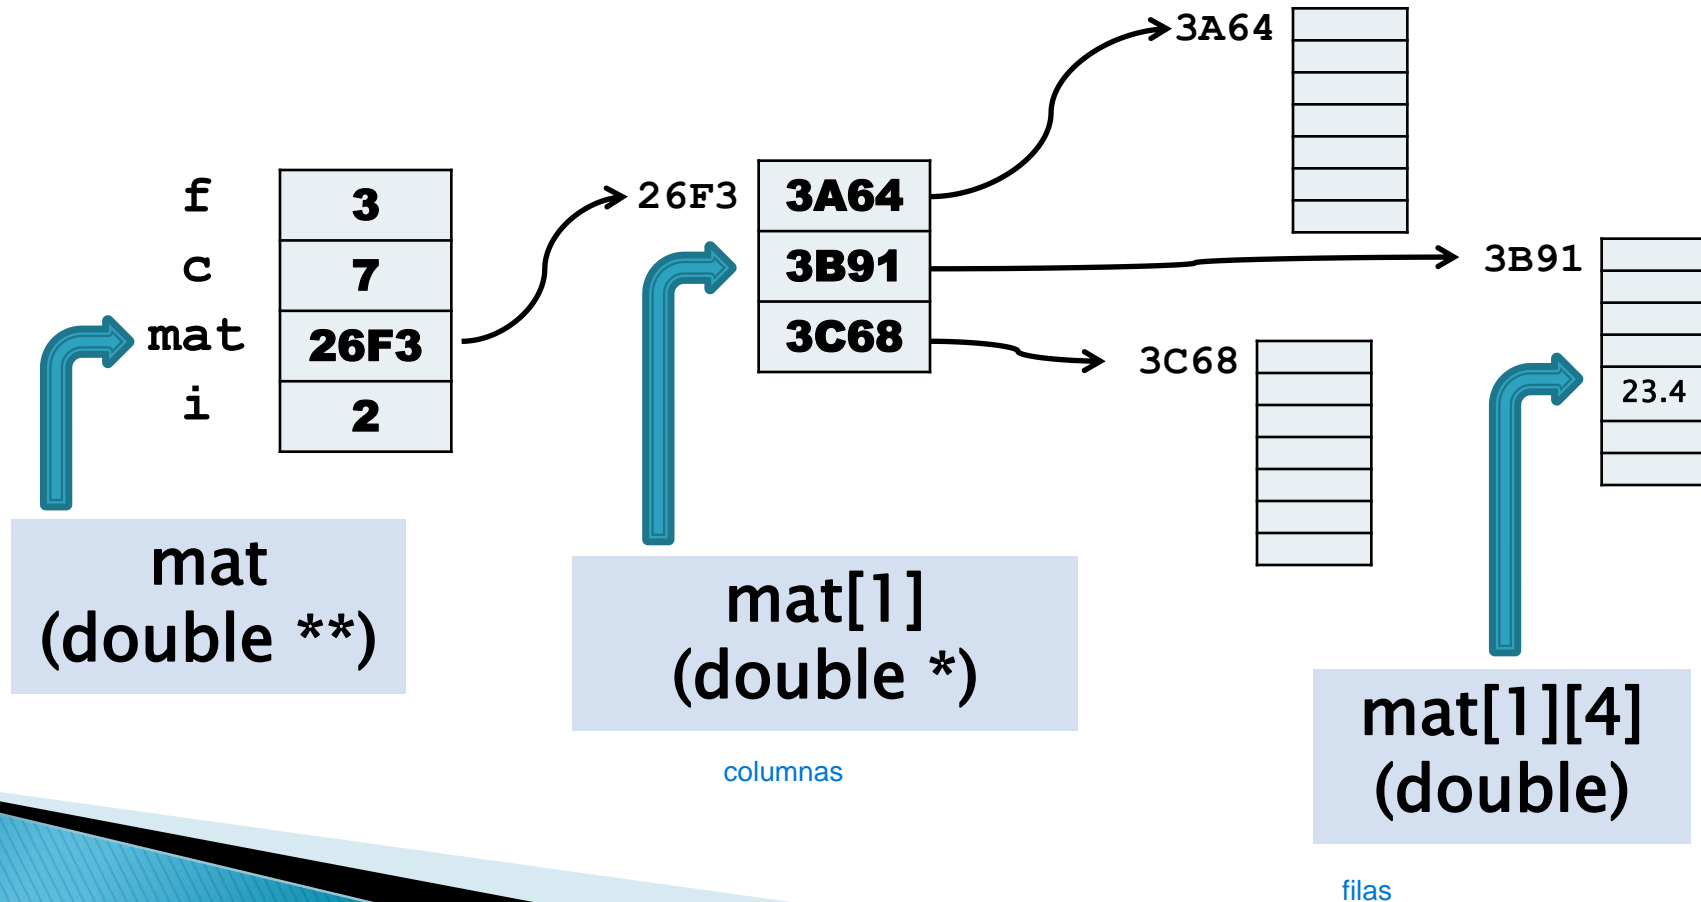 f 3
c 7
mat 26F3
i 2
26F3 3A64
3B91
3C68
3A64
3B91
23.4
3C68
mat
(double **)
mat[1]
(double *)
columnas
mat[1][4]
(double)
filas